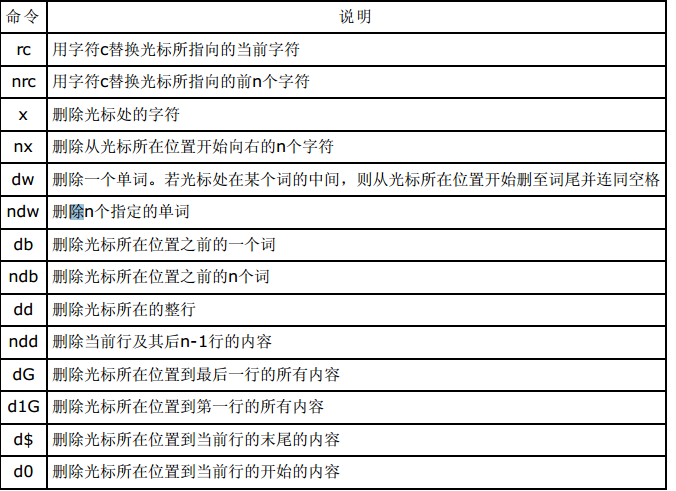 命令 说明
rc 用字符c替换光标所指向的当前字符
nrc 用字符c替换光标所指向的前n个字符
x 删除光标处的字符
nx 删除从光标所在位置开始向右的n个字符
dw 删除一个单词。若光标处在某个词的中间，则从光标所在位置开始删至词尾并连同空格
ndw 删除n个指定的单词
db 删除光标所在位置之前的一个词
ndb 删除光标所在位置之前的n个词
dd 删除光标所在的整行
ndd 删除当前行及其后n-1行的内容
dG 删除光标所在位置到最后一行的所有内容
d1G 删除光标所在位置到第一行的所有内容
d$ 删除光标所在位置到当前行的末尾的内容
d0 删除光标所在位置到当前行的开始的内容